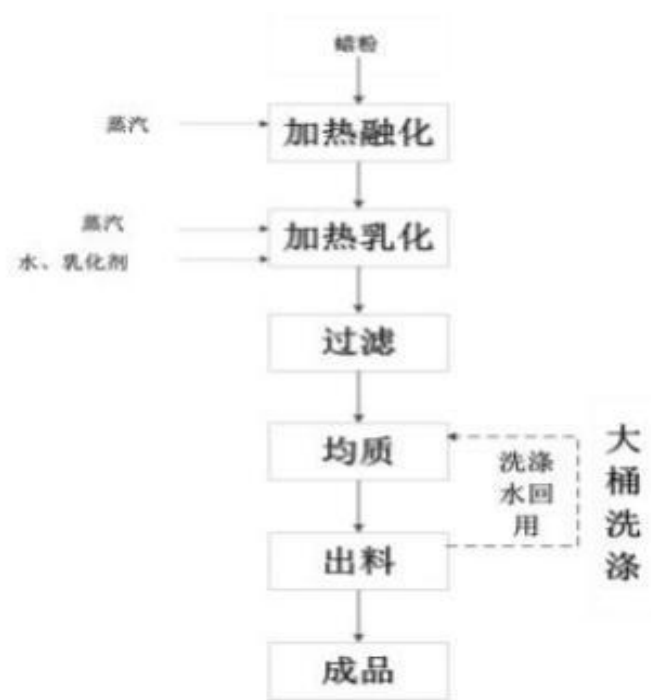 蜡粉
蒸汽
加热融化
蒸汽
加热乳化
水、乳化剂
过滤
均质
洗涤
水回
用
大桶洗涤
出料
成品